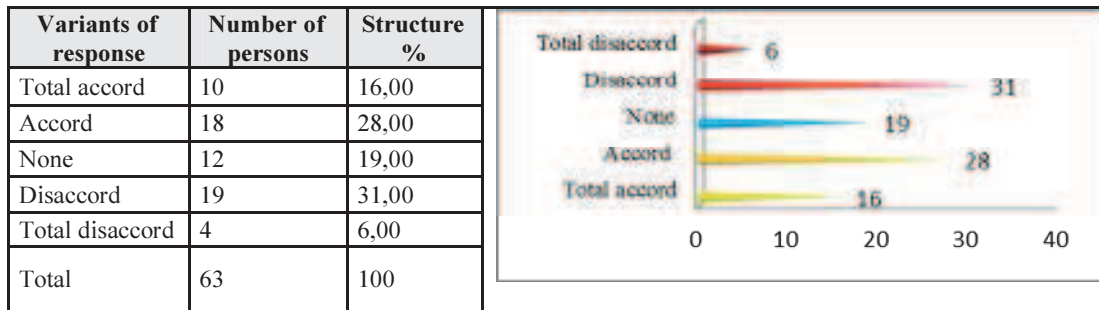 Variants of response Number of persons Structure %
Total accord 10 16,00
Accord 18 28,00
None 12 19,00
Disaccord 19 31,00
Total disaccord 4 6,00
Total 63 100
Total disaccord 6
Disaccord 31
None 19
Accord 28
Total accord 16
0 10 20 30 40